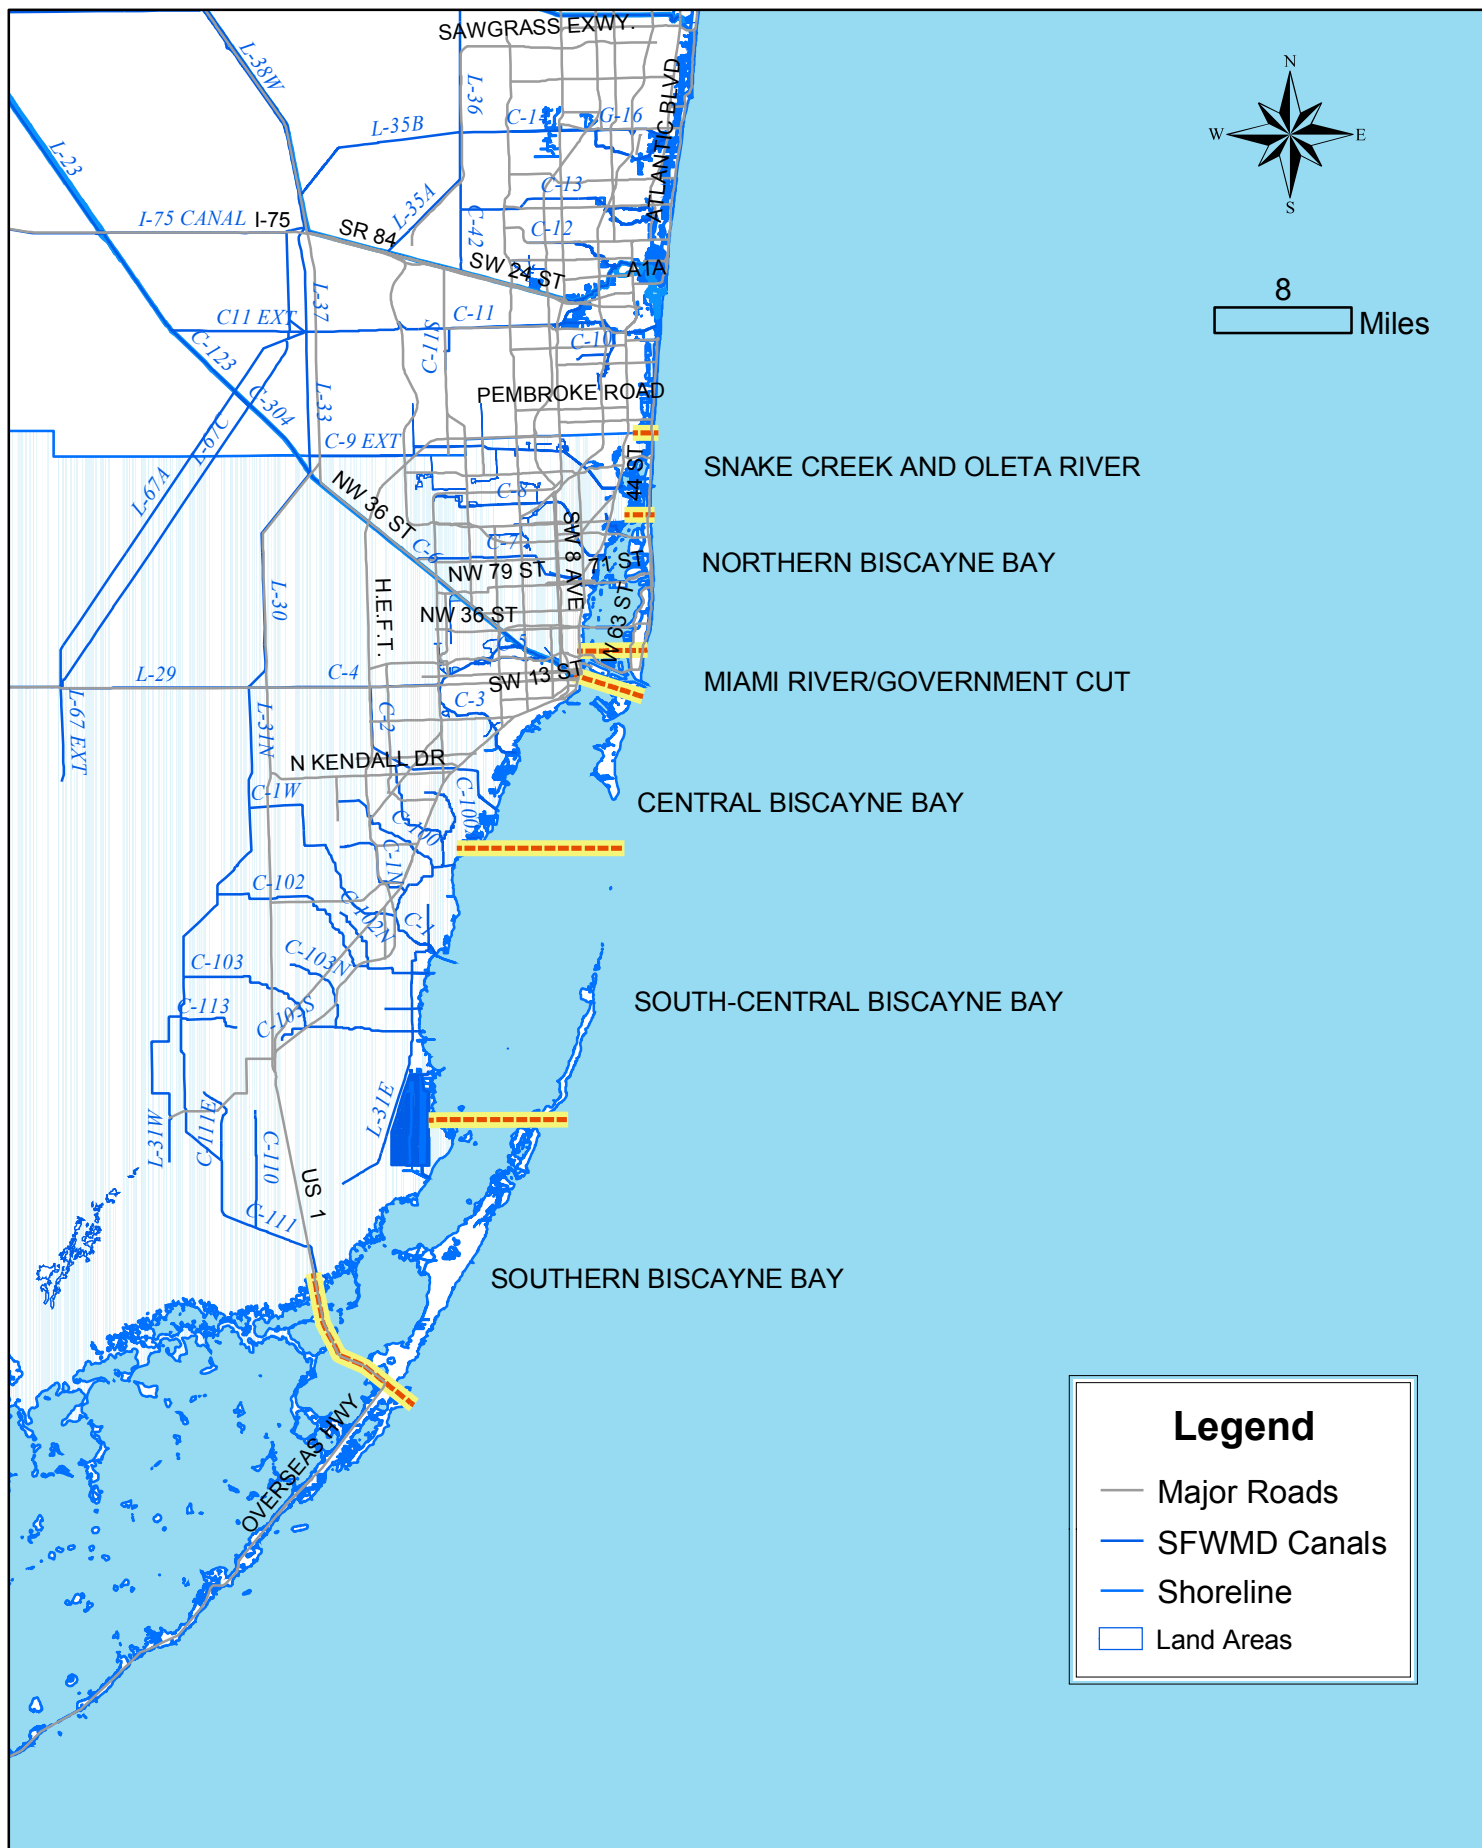 SAWGRASS EXWY.
L-38W
L-36
ATLANTIC BLVD
N
W
E
S
C-14
G-16
L-35B
L-23
C-13
L-35A
I-75 CANAL
I-75
SR 84
C-42
C-12
SW 24 ST
A1A
L-37
8
Miles
C11 EXT
C-11
C-11S
C-10
C-123
PEMBROKE ROAD
C-304
L-33
L-67C
C-9 EXT
L-67A
44 ST
SNAKE CREEK AND OLETA RIVER
NW 36 ST
C-8
SW 8 AVE
C-6
C-7
NORTHERN BISCAYNE BAY
NW 79 ST
71 ST
L-30
H.E.F.T.
NW 36 ST
W 63 ST
C-5
L-29
C-4
SW 13 ST
MIAMI RIVER/GOVERNMENT CUT
C-3
L-67 EXT
L-31N
C-2
N KENDALL DR
C-1W
C-100A
CENTRAL BISCAYNE BAY
C-100
C-1N
C-102
C-102N
C-1
C-103
C-103N
C-113
C-103S
SOUTH-CENTRAL BISCAYNE BAY
L-31W
C-111E
C-110
L-31E
US 1
C-111
SOUTHERN BISCAYNE BAY
OVERSEAS HWY
Legend
Major Roads
SFWMD Canals
Shoreline
Land Areas